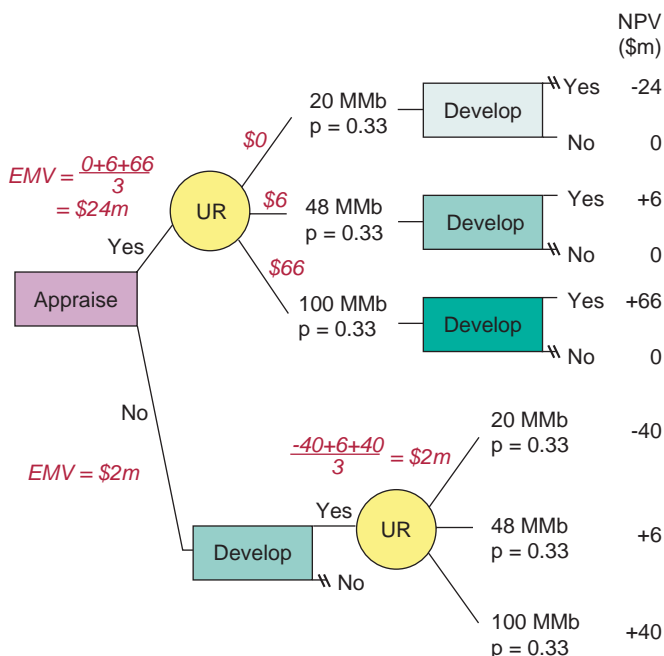 NPV
($m)
20 MMb
p = 0.33
Develop
Yes
-24
No
0
$0
EMV = 0+6+66
3
= $24m
UR
$6
48 MMb
p = 0.33
Develop
Yes
+6
No
0
Yes
$66
Appraise
100 MMb
p = 0.33
Develop
Yes
+66
No
0
No
EMV = $2m
-40+6+40
3
= $2m
20 MMb
p = 0.33
-40
Yes
Develop
No
UR
48 MMb
p = 0.33
+6
100 MMb
p = 0.33
+40